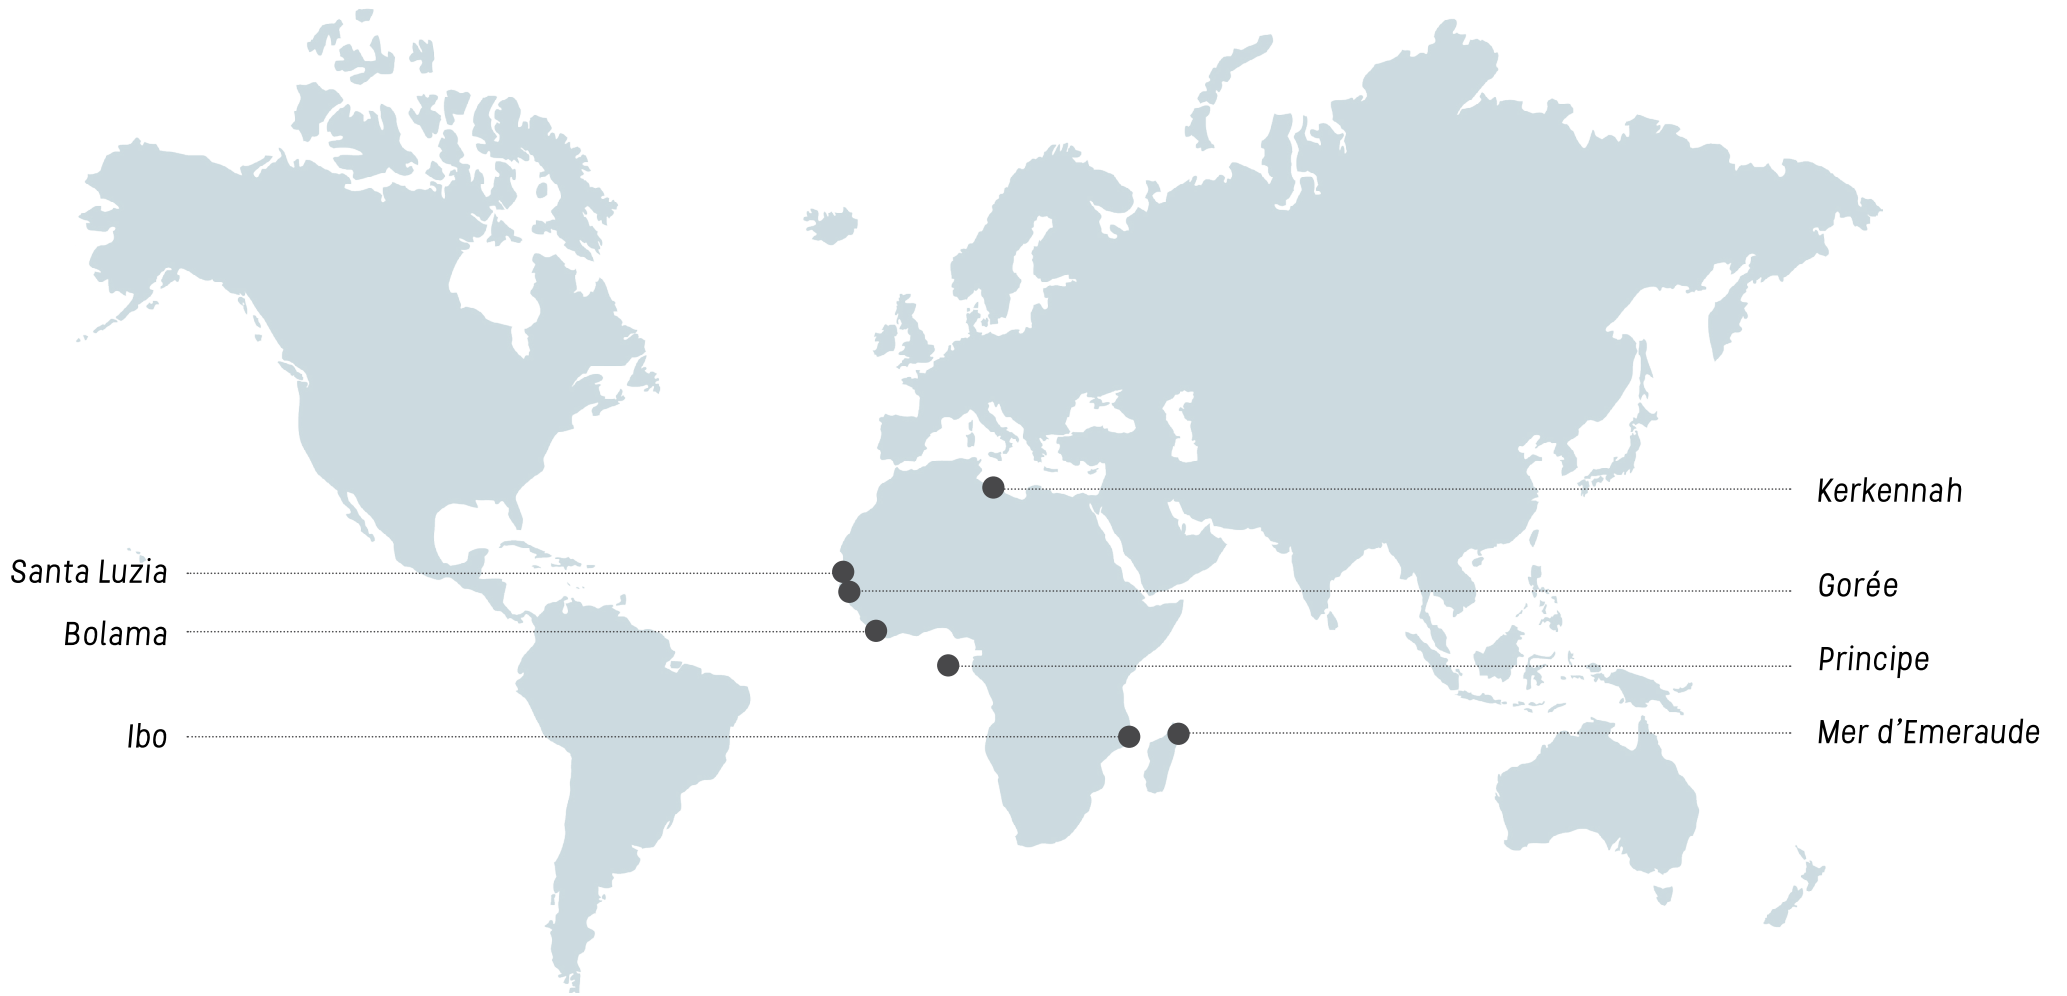 Kerkennah
Santa Luzia
Gorée
Bolama
Principe
Ibo
Mer d’Emeraude